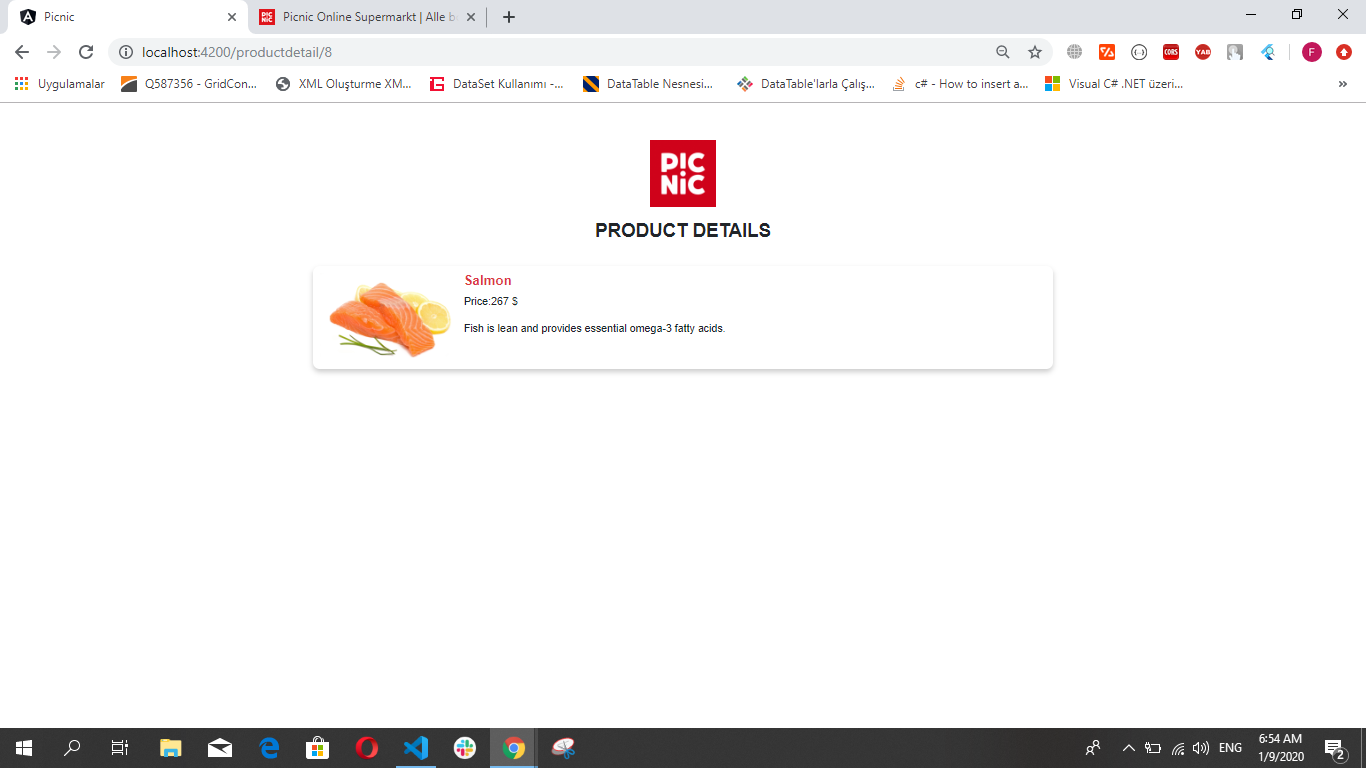 Picnic
Picnic Online Supermarkt | Alle b
localhost:4200/productdetail/8
CORS
YAB
F
Uygulamalar
Q587356 - GridCon...
XML Oluşturme XM...
DataSet Kullanımı -...
DataTable Nesnesi...
DataTable'larla Çalış...
c# - How to insert a...
Visual C# .NET üzeri...
»
PIC
NIC
PRODUCT DETAILS
Salmon
Price:267 $
Fish is lean and provides essential omega-3 fatty acids.
ENG
6:54 AM
1/9/2020
2